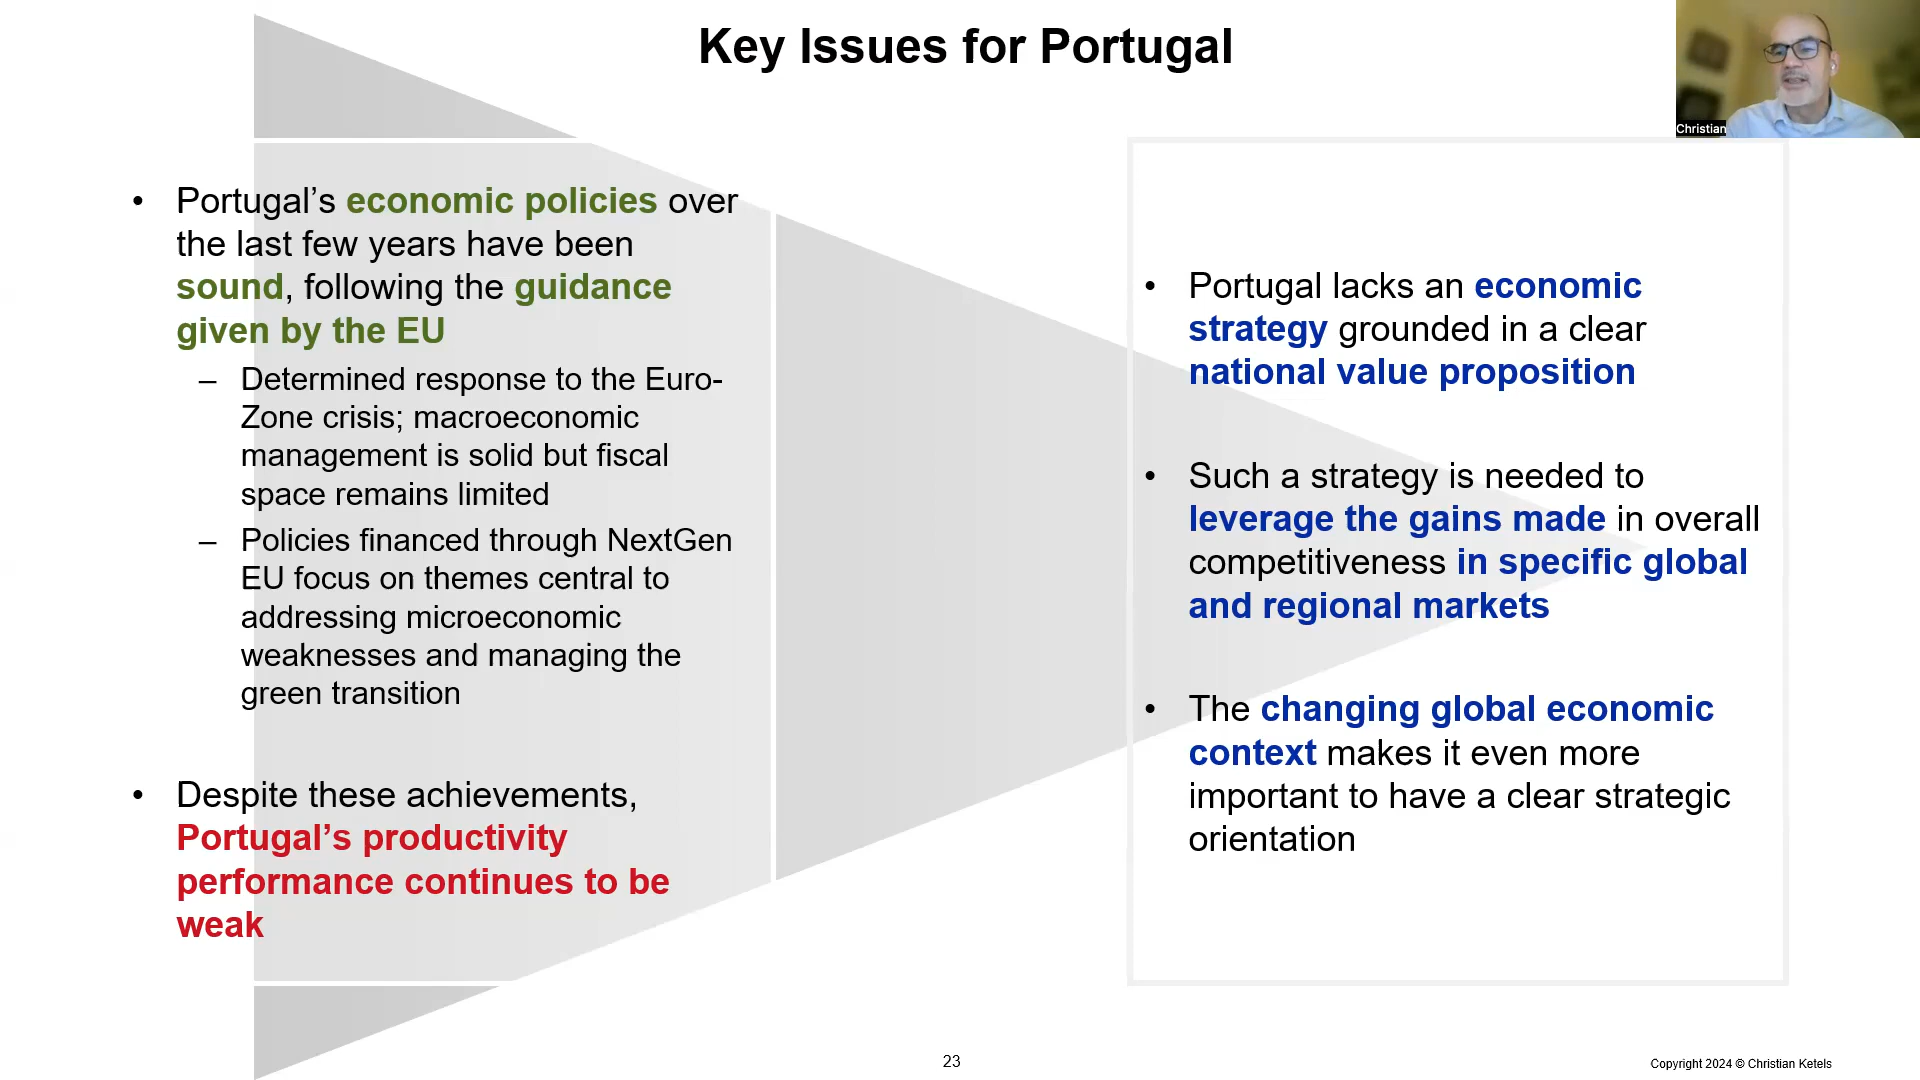 Key Issues for Portugal
Christian
• Portugal’s economic policies over
the last few years have been
sound, following the guidance
given by the EU
– Determined response to the Euro-
Zone crisis; macroeconomic
management is solid but fiscal
space remains limited
– Policies financed through NextGen
EU focus on themes central to
addressing microeconomic
weaknesses and managing the
green transition
• Despite these achievements,
Portugal’s productivity
performance continues to be
weak
• Portugal lacks an economic
strategy grounded in a clear
national value proposition
• Such a strategy is needed to
leverage the gains made in overall
competitiveness in specific global
and regional markets
• The changing global economic
context makes it even more
important to have a clear strategic
orientation
23
Copyright 2024 © Christian Ketels